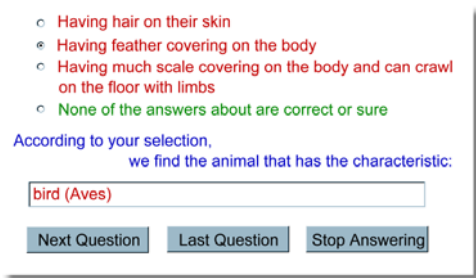 Having hair on their skin
Having feather covering on the body
Having much scale covering on the body and can crawl
on the floor with limbs
None of the answers about are correct or sure
According to your selection,
we find the animal that has the characteristic:
bird (Aves)
Next Question Last Question Stop Answering